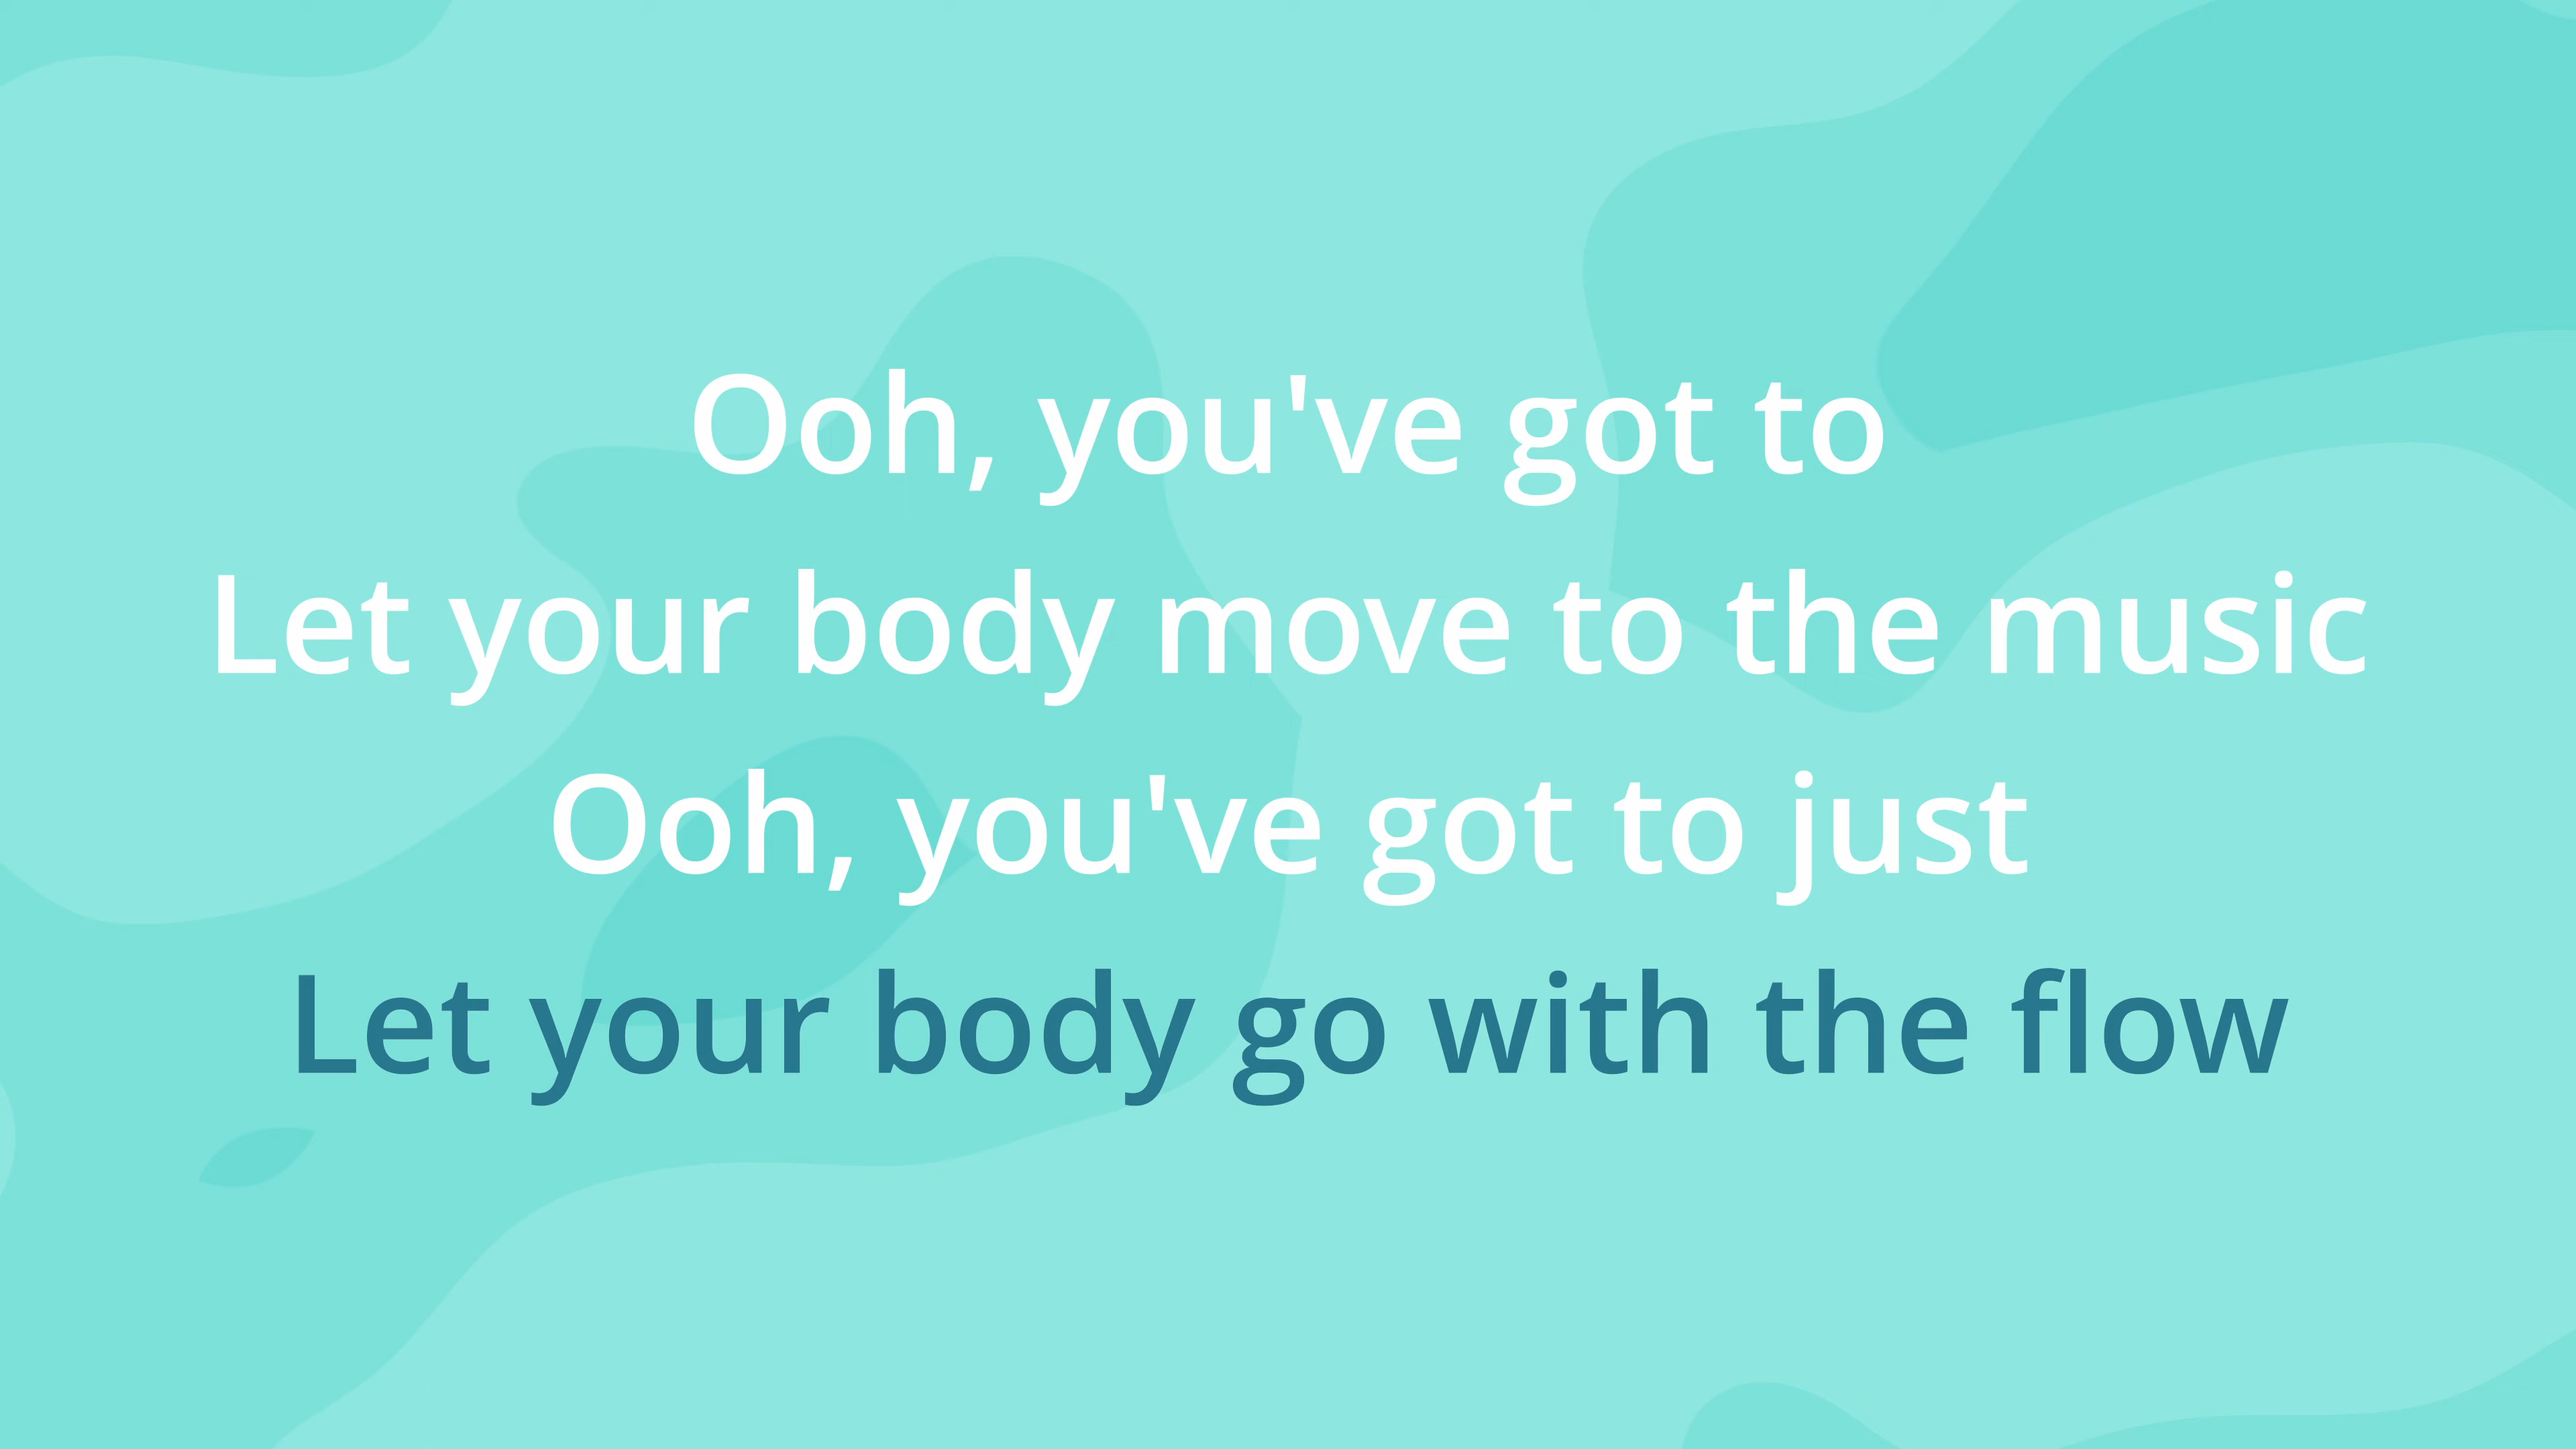 Ooh, you've got to
Let your body move to the music
Ooh, you've got to just
Let your body go with the flow